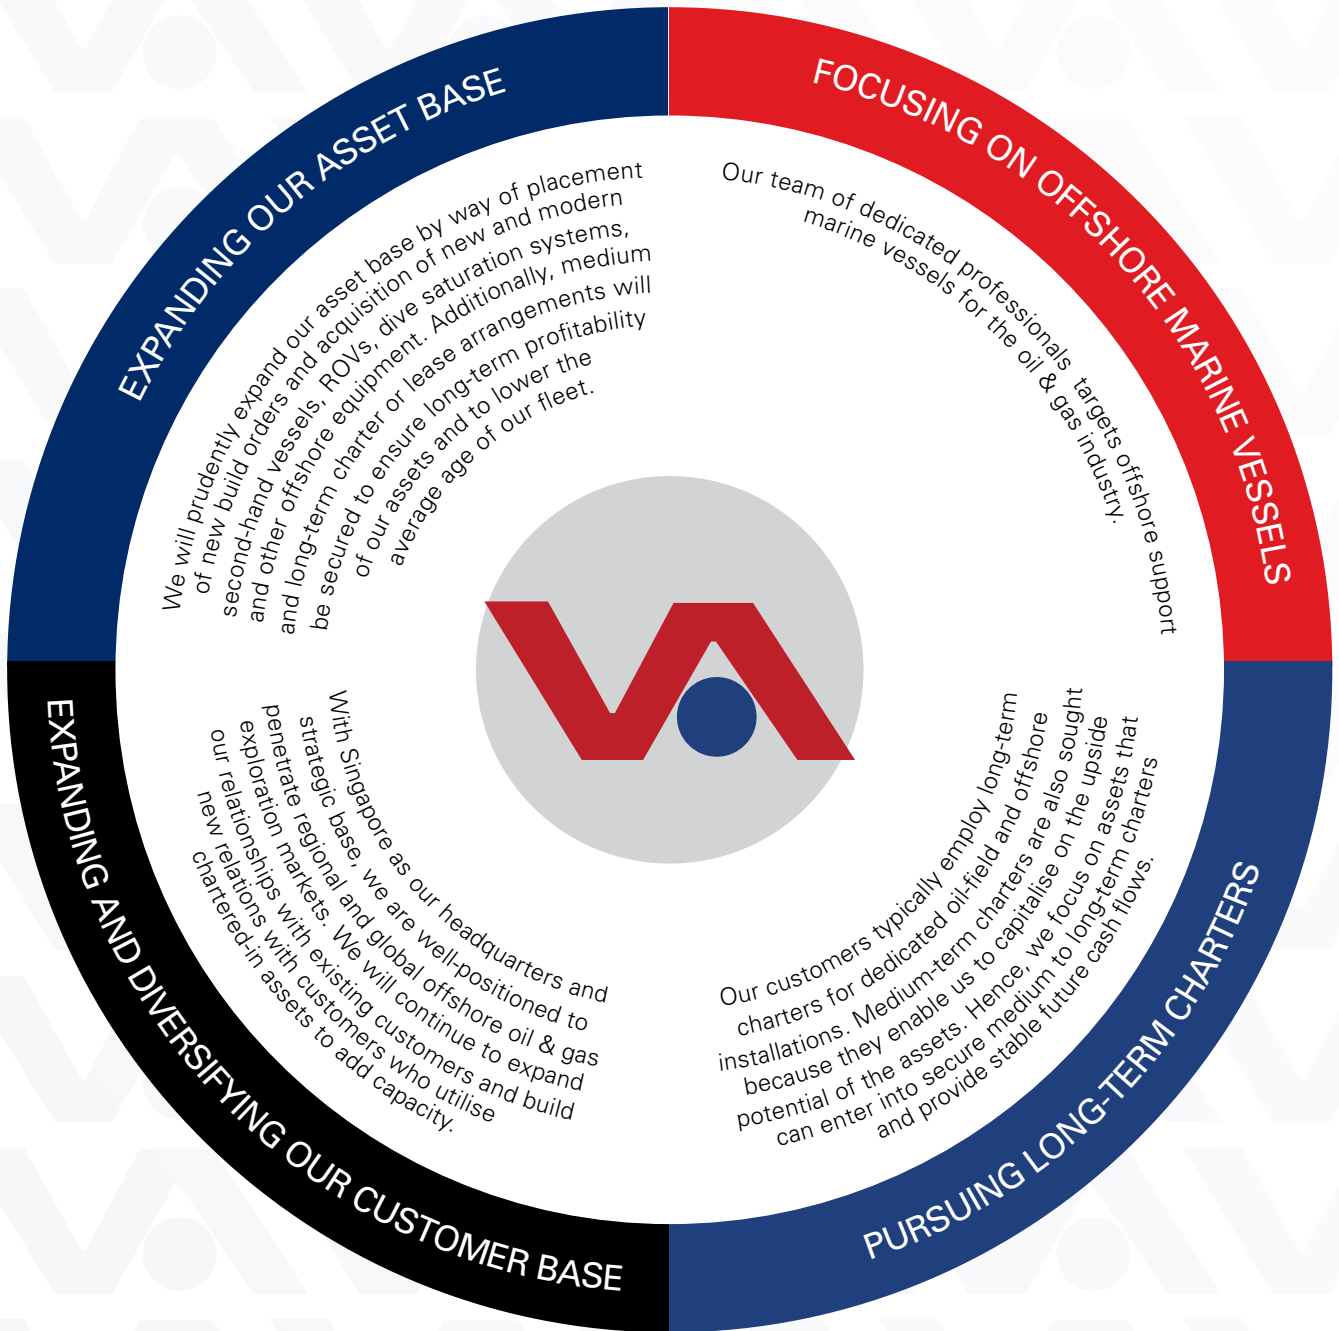 EXPANDING OUR ASSET BASE
We will prudently expand our asset base by way of placement
of new build orders and acquisition of new and modern
second-hand vessels, ROVs, dive saturation systems,
and other offshore equipment. Additionally, medium
and long-term charter or lease arrangements will
be secured to ensure long-term profitability
of our assets and to lower the
average age of our fleet.
FOCUSING ON OFFSHORE MARINE VESSELS
Our team of dedicated professionals targets offshore support
marine vessels for the oil & gas industry.
VA
EXPANDING AND DIVERSIFYING OUR CUSTOMER BASE
With Singapore as our headquarters and
strategic base, we are well-positioned to
penetrate regional and global offshore oil & gas
exploration markets. We will continue to expand
our relationships with existing customers and build
new relations with customers who utilise
chartered-in assets to add capacity.
PURSUING LONG-TERM CHARTERS
Our customers typically employ long-term
charters for dedicated oil-field and offshore
installations. Medium-term charters are also sought
because they enable us to capitalise on the upside
potential of the assets. Hence, we focus on assets that
can enter into secure medium to long-term charters
and provide stable future cash flows.